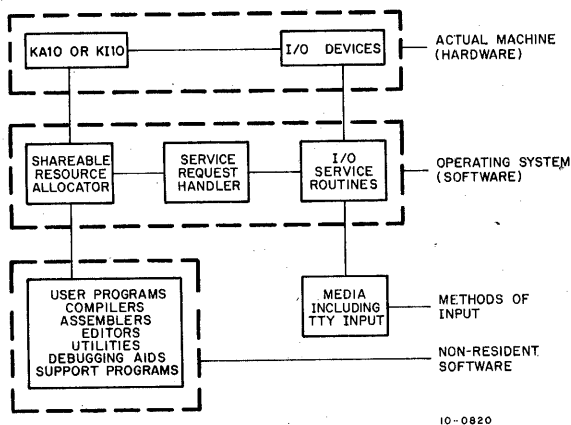 KA10 OR KI10
I/O DEVICES
ACTUAL MACHINE
(HARDWARE)
SHAREABLE
RESOURCE
ALLOCATOR
SERVICE
REQUEST
HANDLER
I/O
SERVICE
ROUTINES
OPERATING SYSTEM
(SOFTWARE)
USER PROGRAMS
COMPILERS
ASSEMBLERS
EDITORS
UTILITIES
DEBUGGING AIDS
SUPPORT PROGRAMS
MEDIA
INCLUDING
TTY INPUT
METHODS OF
INPUT
NON-RESIDENT
SOFTWARE
10-0820